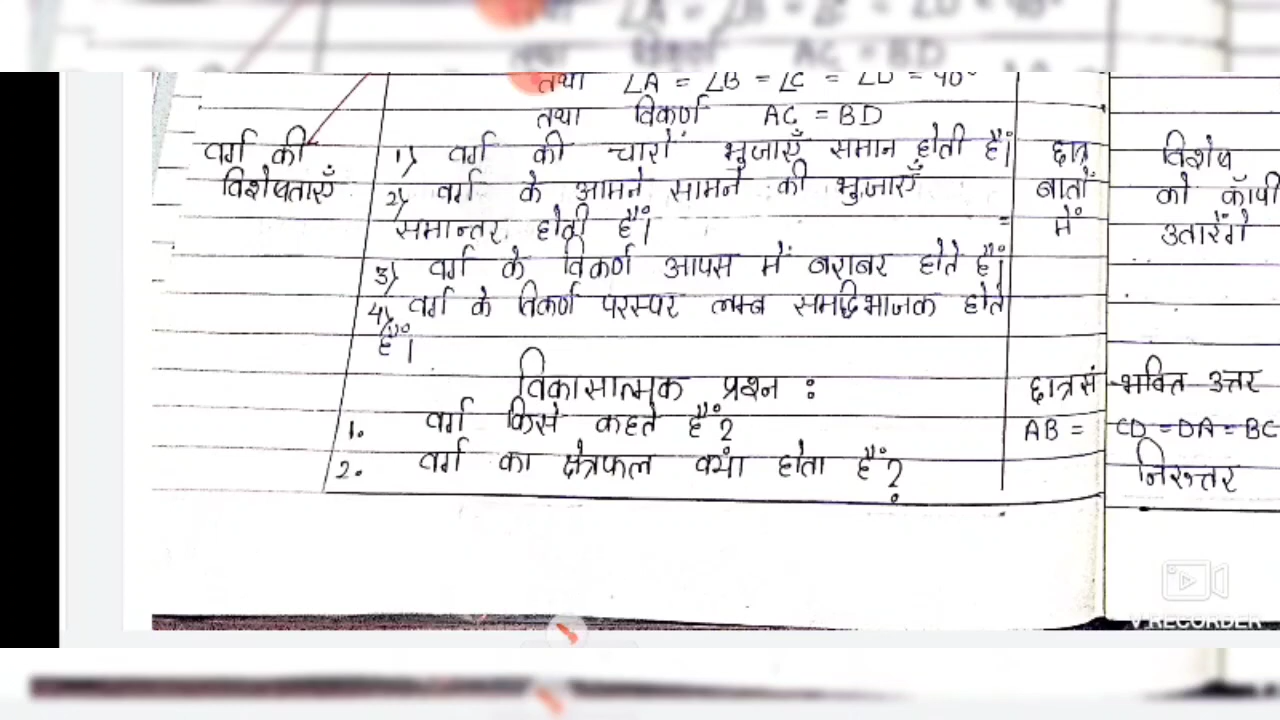 तथा ∠A = ∠B = ∠C = ∠D = 90°
तथा विकर्ण AC = BD
वर्ग की विशेषताएँ
1) वर्ग की चारों भुजाएँ समान होती हैं।
2) वर्ग के आमने सामने की भुजाएँ
समान्तर होती हैं।
3) वर्ग के विकर्ण आपस में बराबर होते हैं।
4) वर्ग के विकर्ण परस्पर लम्ब समद्विभाजक होते
हैं।
छात्र विशेष
बातों को कॉपी
में उतारेंगे
विकासात्मक प्रश्न :
1. वर्ग किसे कहते हैं?
2. वर्ग का क्षेत्रफल क्या होता हैं?
छात्रसंभावित उत्तर
AB = CD = DA = BC
निरुत्तर
V RECORDER